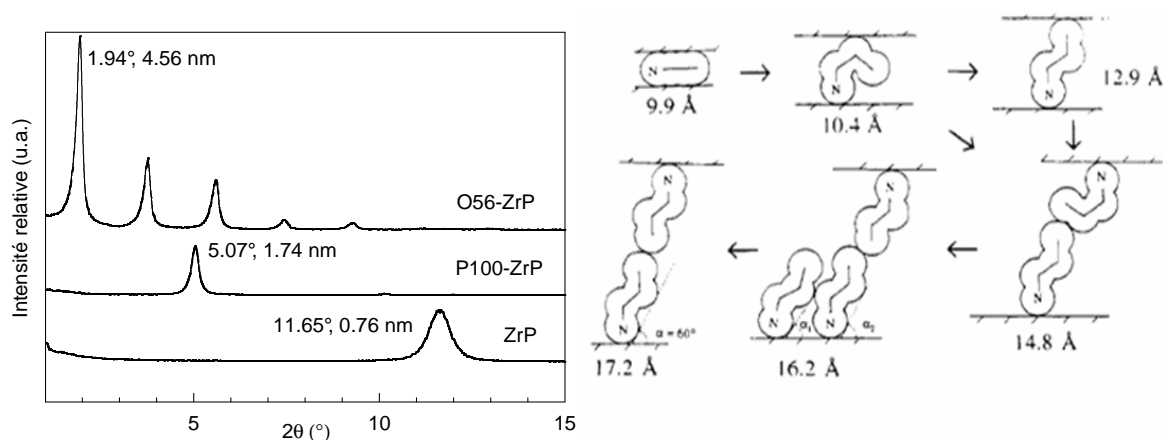 Intensité relative (u.a.)
1.94°, 4.56 nm
O56-ZrP
5.07°, 1.74 nm
P100-ZrP
11.65°, 0.76 nm
ZrP
5
10
15
2θ (°)
N
9.9 Å
N
10.4 Å
N
12.9 Å
N
N
α = 60°
17.2 Å
N
N
N
α₁
α₂
16.2 Å
N
N
14.8 Å